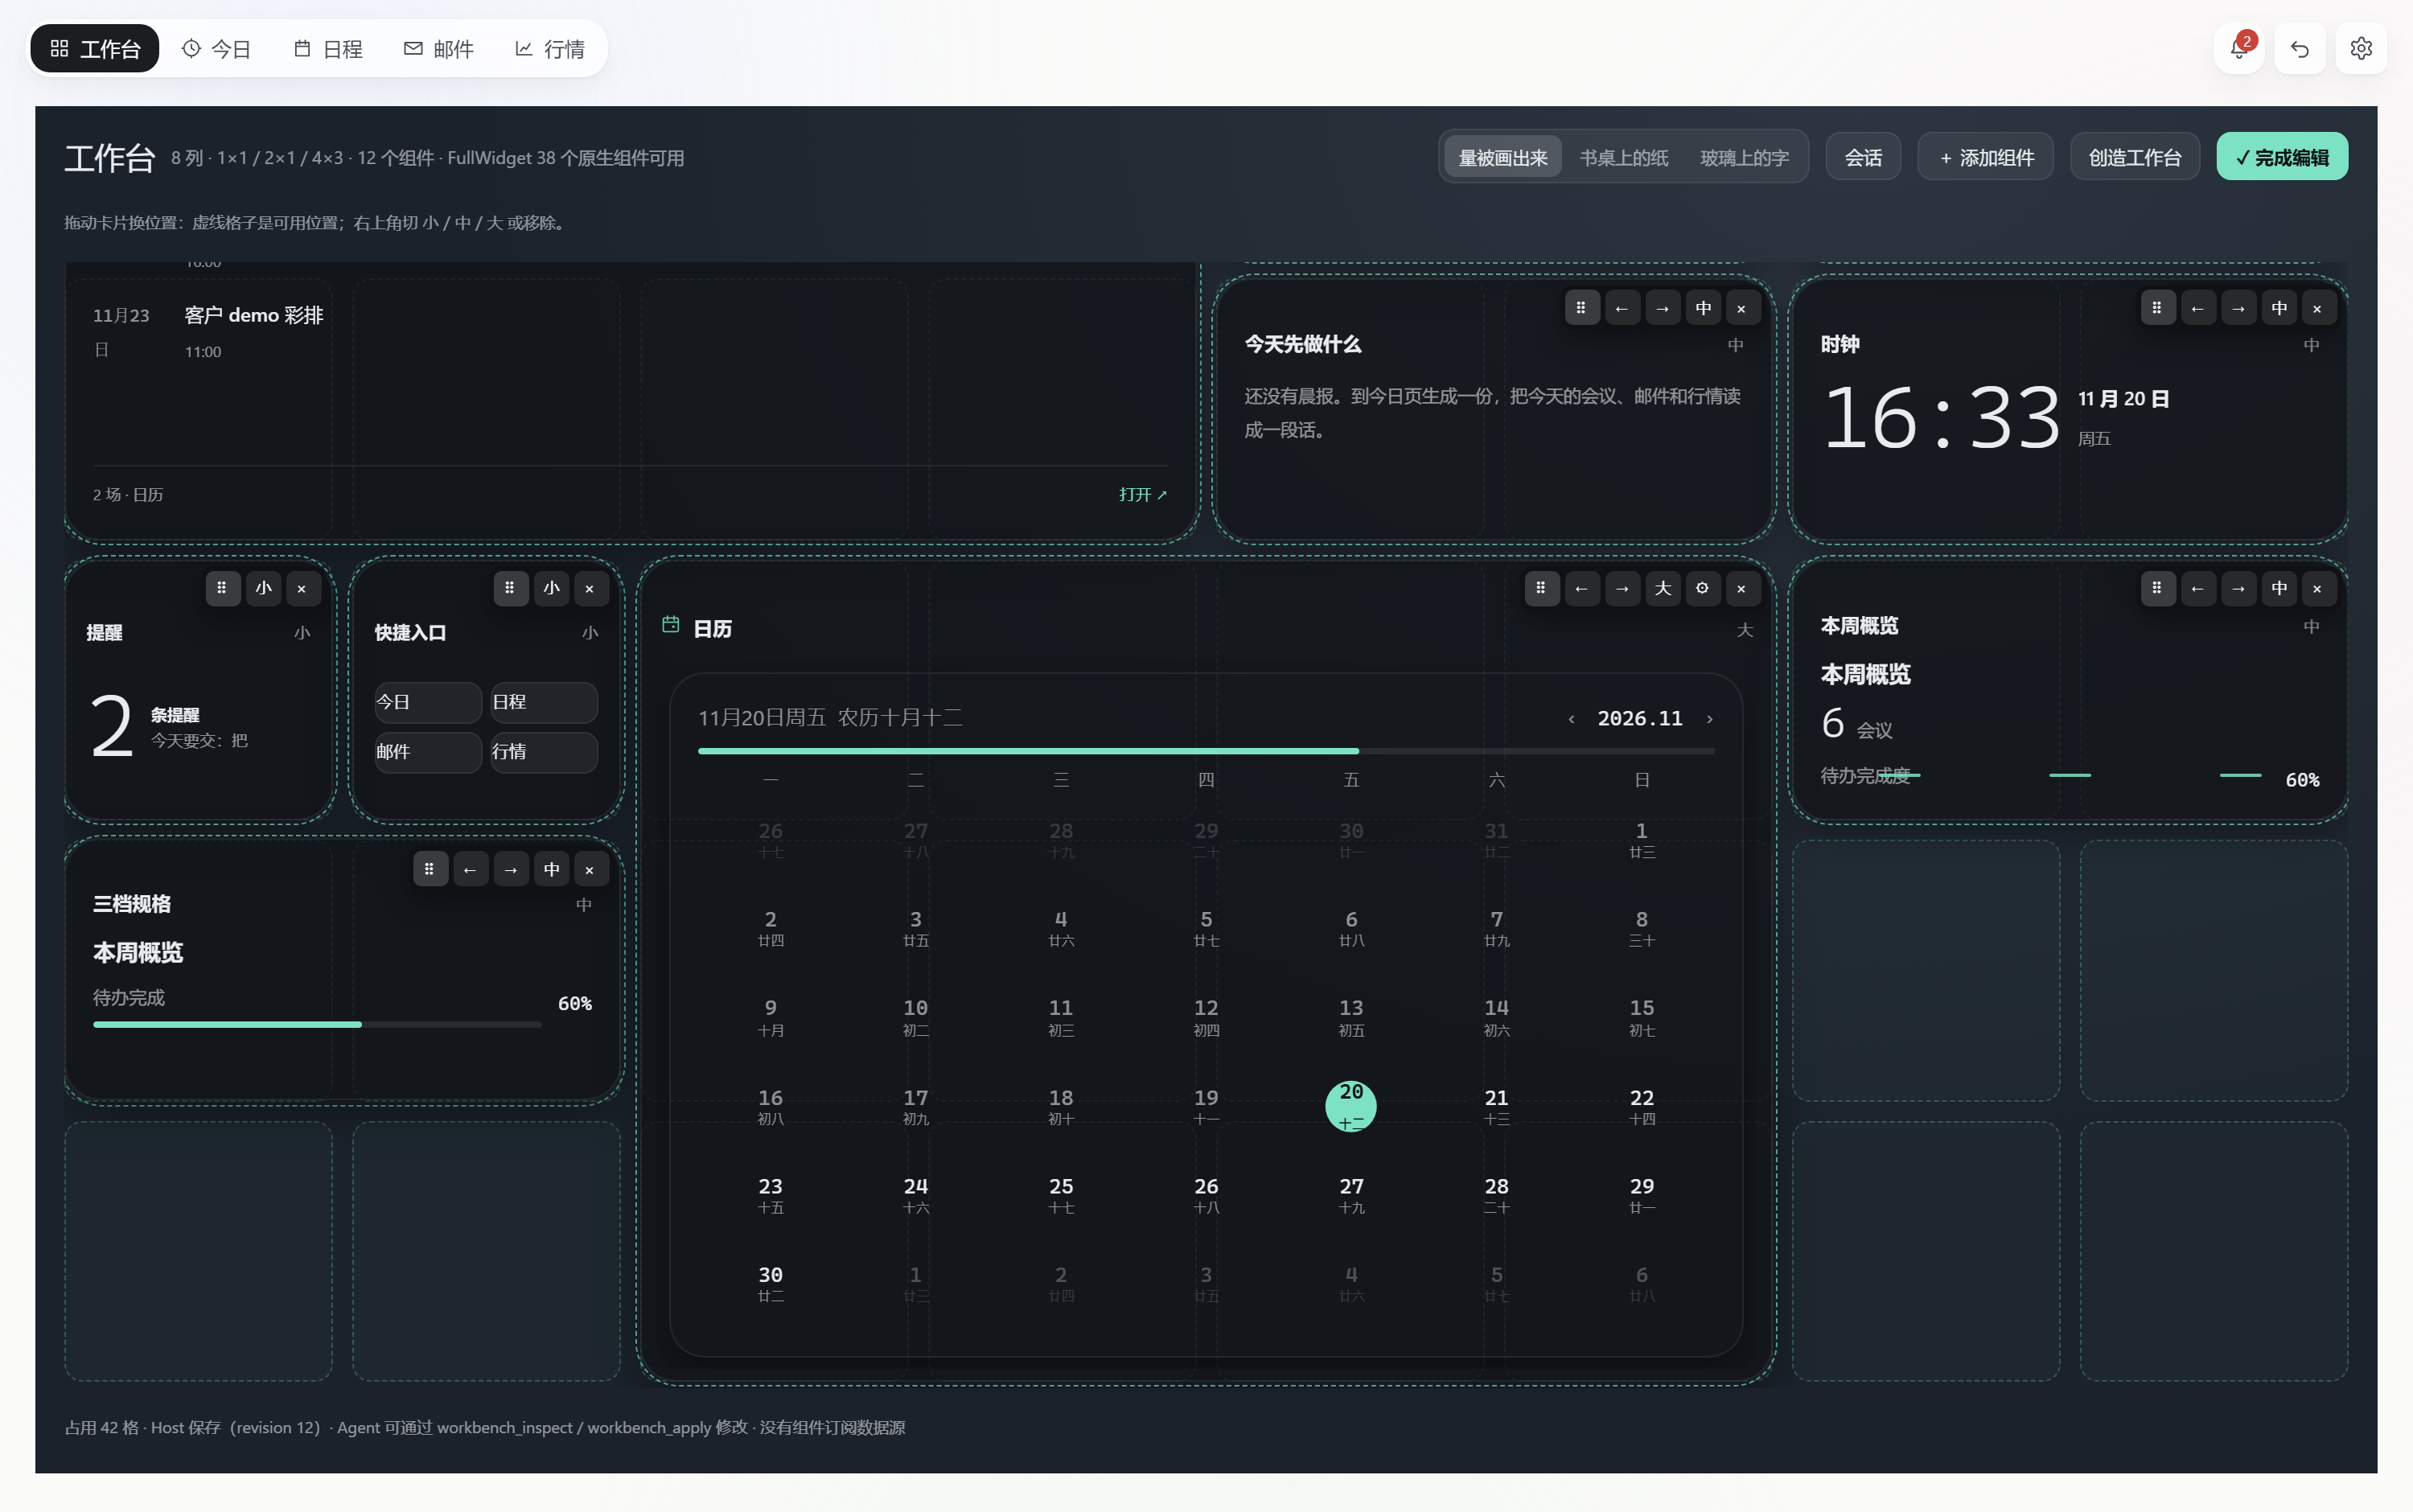 工作台
今日
日程
邮件
行情
2
工作台
8 列 · 1×1 / 2×1 / 4×3 · 12 个组件 · FullWidget 38 个原生组件可用
量被画出来
书桌上的纸
玻璃上的字
会话
+ 添加组件
创造工作台
✓ 完成编辑
拖动卡片换位置：虚线格子是可用位置；右上角切 小 / 中 / 大 或移除。
11月23日
客户 demo 彩排
11:00
2 场 · 日历
打开 ↗
← → 中 ×
今天先做什么
中
还没有晨报。到今日页生成一份，把今天的会议、邮件和行情读
成一段话。
← → 中 ×
时钟
中
16:33
11 月 20 日
周五
小 ×
提醒
小
2
条提醒
今天要交：把
小 ×
快捷入口
小
今日
日程
邮件
行情
← → 大 ×
日历
大
11月20日周五 农历十月十二
‹ 2026.11 ›
一 二 三 四 五 六 日
26 27 28 29 30 31 1
十七 十八 十九 二十 廿一 廿二 廿三
2 3 4 5 6 7 8
廿四 廿五 廿六 廿七 廿八 廿九 三十
9 10 11 12 13 14 15
十月 初二 初三 初四 初五 初六 初七
16 17 18 19 20 21 22
初八 初九 初十 十一 十二 十三 十四
23 24 25 26 27 28 29
十五 十六 十七 十八 十九 二十 廿一
30 1 2 3 4 5 6
廿二 廿三 廿四 廿五 廿六 廿七 廿八
← → 中 ×
本周概览
中
本周概览
6 会议
待办完成度
60%
← → 中 ×
三档规格
中
本周概览
待办完成
60%
占用 42 格 · Host 保存（revision 12）· Agent 可通过 workbench_inspect / workbench_apply 修改 · 没有组件订阅数据源